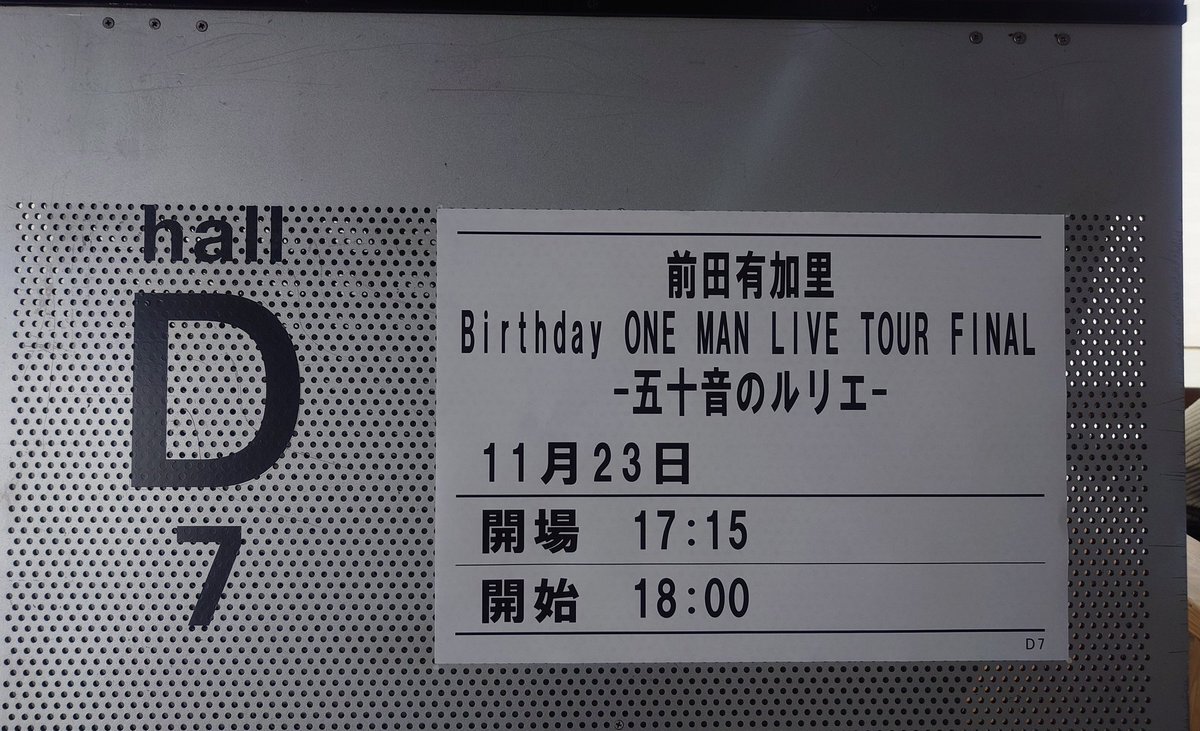 hall
D
7
前田有加里
Birthday ONE MAN LIVE TOUR FINAL
-五十音のルリエ-
11月23日
開場 17:15
開始 18:00
D7